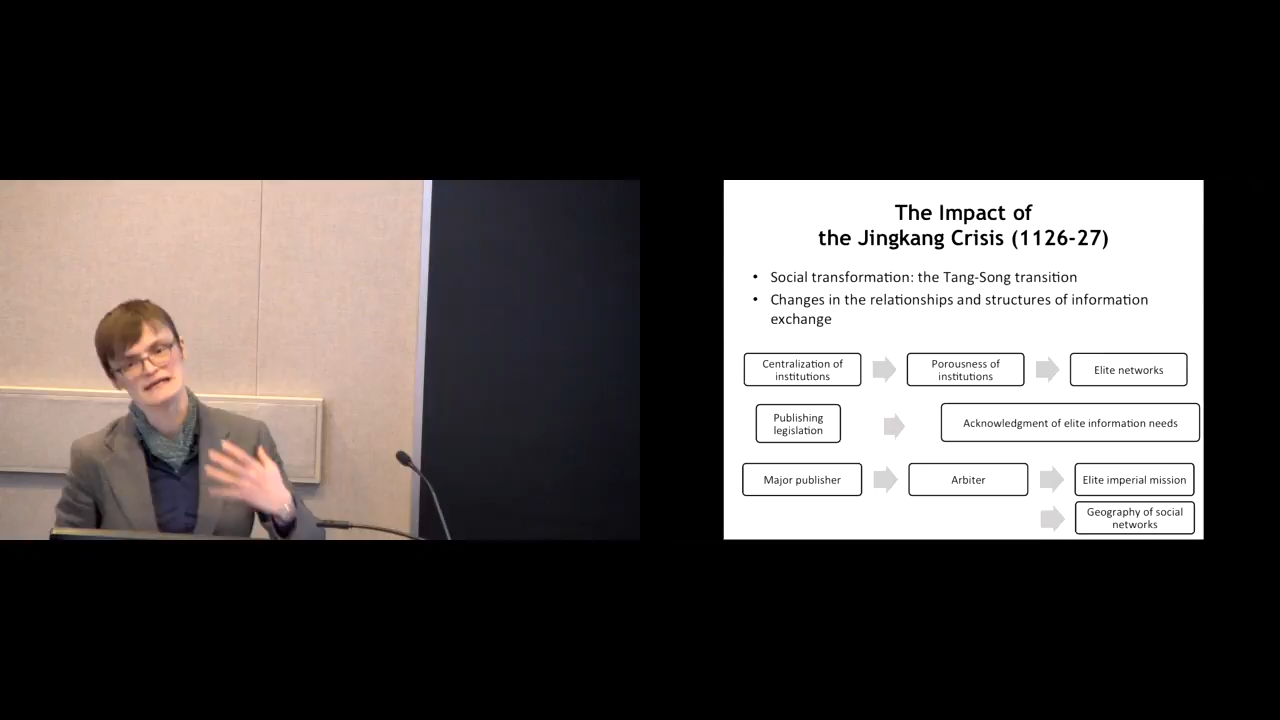 The Impact of
the Jingkang Crisis (1126-27)
• Social transformation: the Tang-Song transition
• Changes in the relationships and structures of information
exchange
Centralization of
institutions
Porousness of
institutions
Elite networks
Publishing
legislation
Acknowledgment of elite information needs
Major publisher
Arbiter
Elite imperial mission
Geography of social
networks